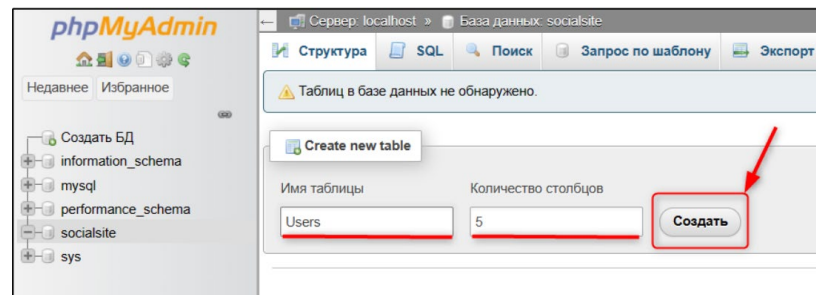 phpMyAdmin
Недавнее Избранное
Создать БД
information_schema
mysql
performance_schema
socialsite
sys
← Сервер: localhost » База данных: socialsite
Структура SQL Поиск Запрос по шаблону Экспорт
Таблиц в базе данных не обнаружено.
Create new table
Имя таблицы Количество столбцов
Users 5 Создать